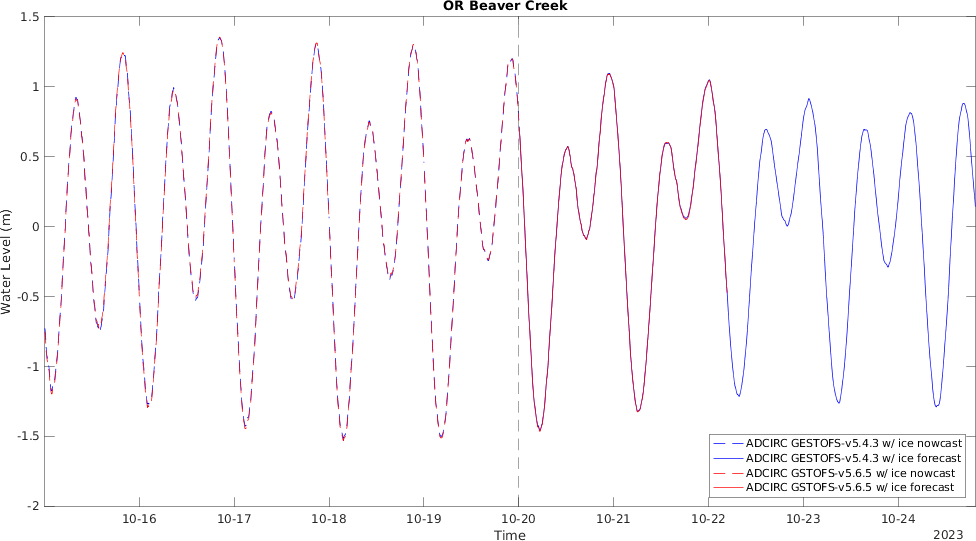 OR Beaver Creek
1.5
1
0.5
0
-0.5
-1
-1.5
-2
Water Level (m)
10-16 10-17 10-18 10-19 10-20 10-21 10-22 10-23 10-24
Time
2023
ADCIRC GESTOFS-v5.4.3 w/ ice nowcast
ADCIRC GESTOFS-v5.4.3 w/ ice forecast
ADCIRC GSTOFS-v5.6.5 w/ ice nowcast
ADCIRC GSTOFS-v5.6.5 w/ ice forecast